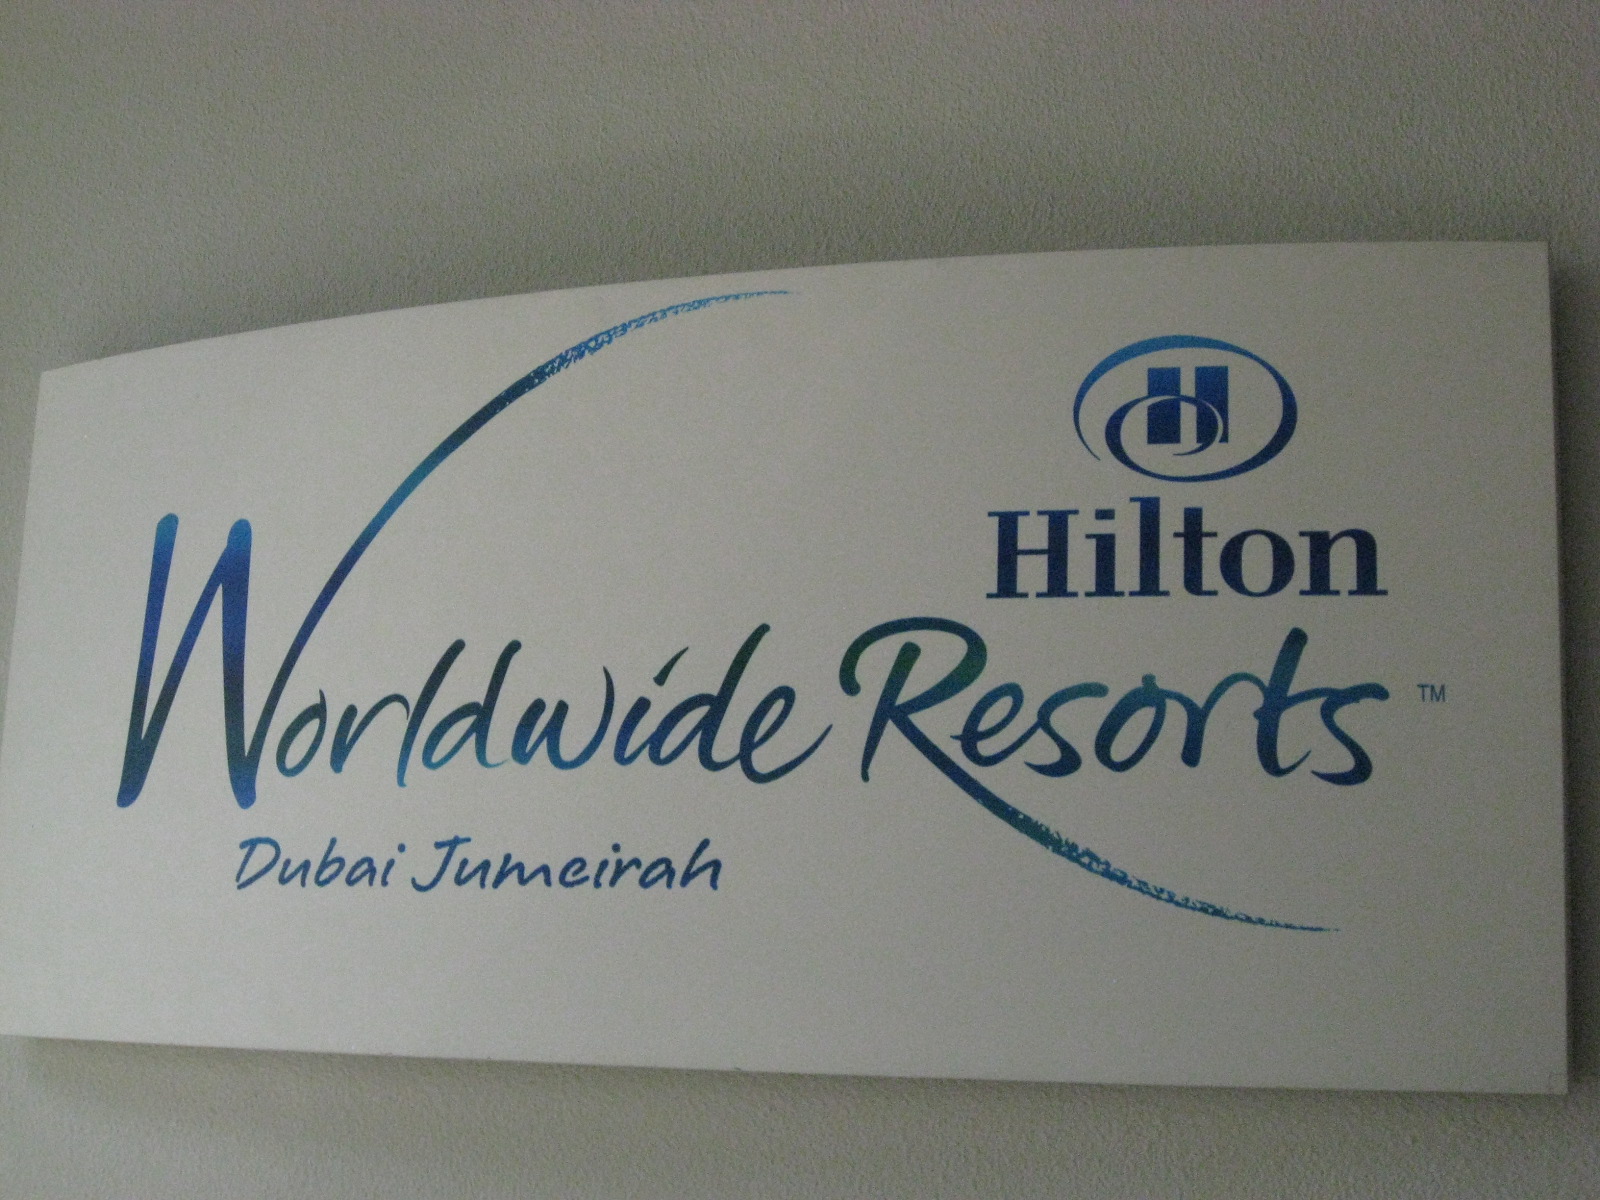 H
Hilton
Worldwide Resorts ™
Dubai Jumeirah